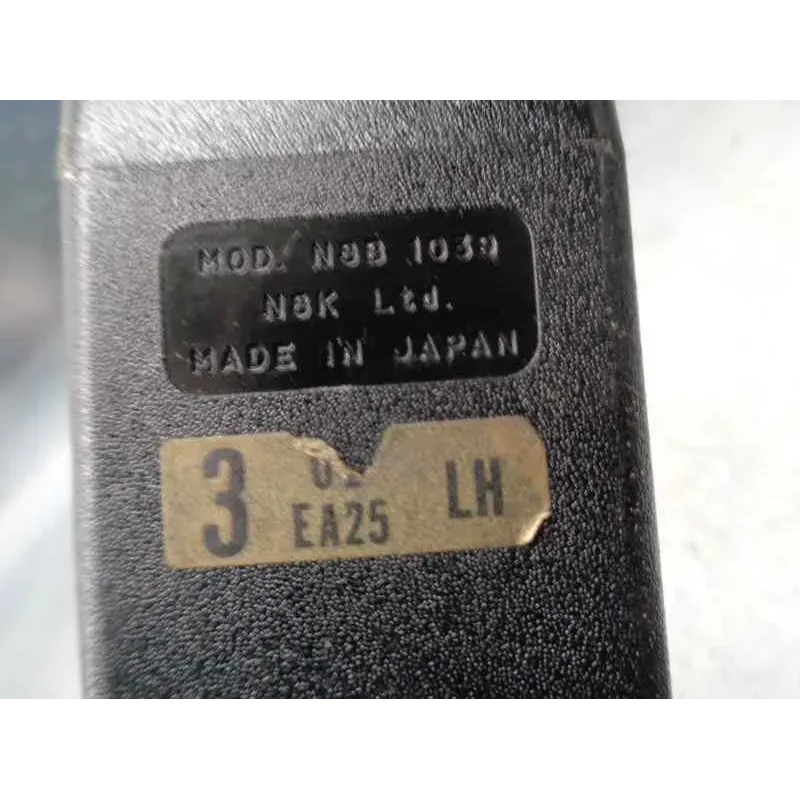 MOD. NSB 1039
NSK Ltd.
MADE IN JAPAN
3 EA25 LH